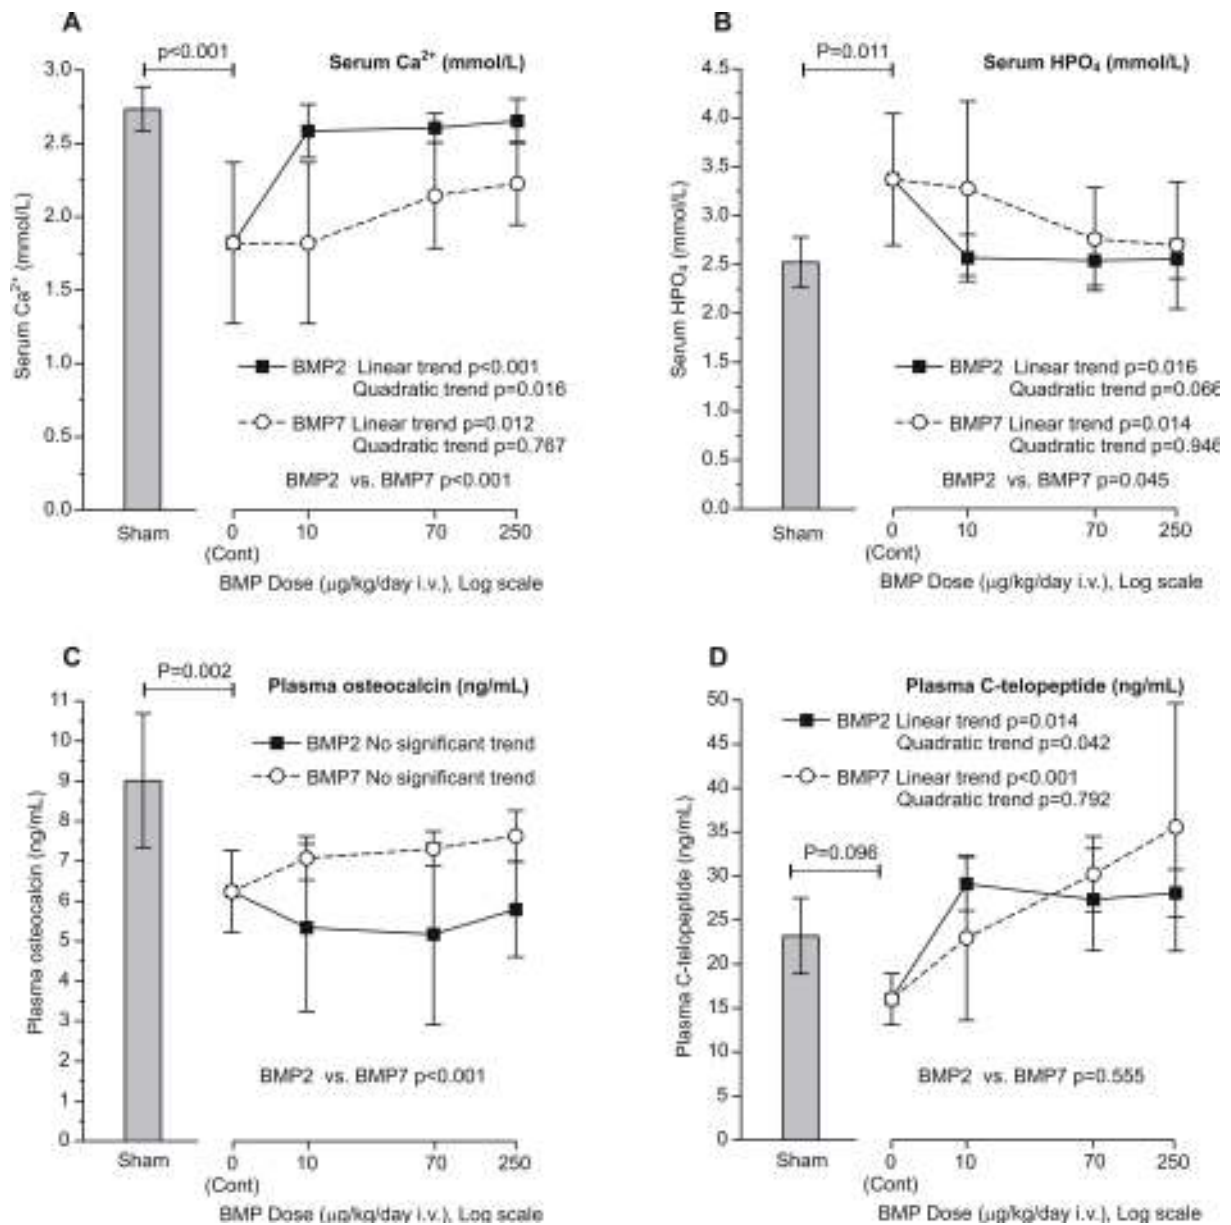 A
p<0.001
Serum Ca²⁺ (mmol/L)
3.0
2.5
2.0
1.5
1.0
0.5
0.0
Serum Ca²⁺ (mmol/L)
BMP2 Linear trend p<0.001
Quadratic trend p=0.016
BMP7 Linear trend p=0.012
Quadratic trend p=0.767
BMP2 vs. BMP7 p<0.001
Sham
0 10 70 250
(Cont)
BMP Dose (μg/kg/day i.v.), Log scale
B
P=0.011
Serum HPO₄ (mmol/L)
4.5
4.0
3.5
3.0
2.5
2.0
1.5
1.0
0.5
0.0
Serum HPO₄ (mmol/L)
BMP2 Linear trend p=0.016
Quadratic trend p=0.066
BMP7 Linear trend p=0.014
Quadratic trend p=0.946
BMP2 vs. BMP7 p=0.045
Sham
0 10 70 250
(Cont)
BMP Dose (μg/kg/day i.v.), Log scale
C
P=0.002
Plasma osteocalcin (ng/mL)
11
10
9
8
7
6
5
4
3
2
1
0
Plasma osteocalcin (ng/mL)
BMP2 No significant trend
BMP7 No significant trend
BMP2 vs. BMP7 p<0.001
Sham
0 10 70 250
(Cont)
BMP Dose (μg/kg/day i.v.), Log scale
D
Plasma C-telopeptide (ng/mL)
50
45
40
35
30
25
20
15
10
5
0
Plasma C-telopeptide (ng/mL)
BMP2 Linear trend p=0.014
Quadratic trend p=0.042
BMP7 Linear trend p<0.001
Quadratic trend p=0.792
P=0.096
BMP2 vs. BMP7 p=0.555
Sham
0 10 70 250
(Cont)
BMP Dose (μg/kg/day i.v.), Log scale